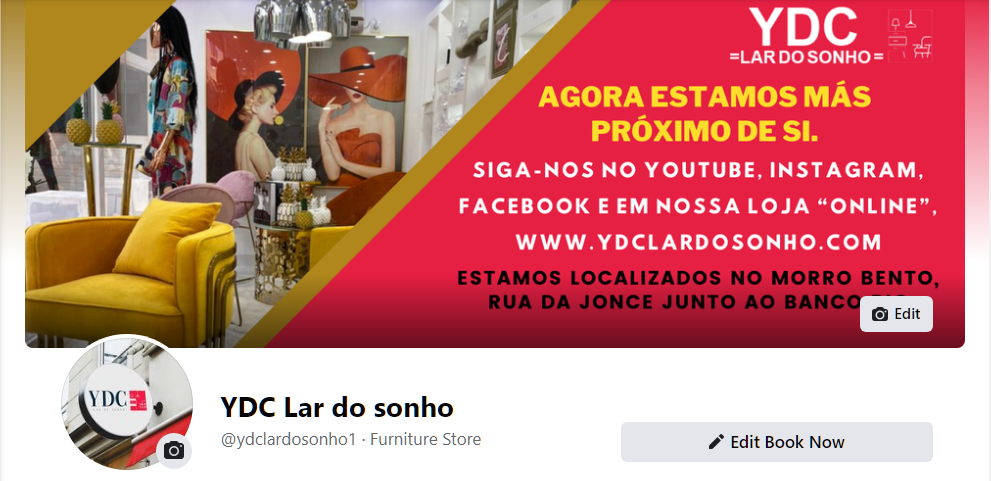 YDC
=LAR DO SONHO=
AGORA ESTAMOS MÁS
PRÓXIMO DE SI.
SIGA-NOS NO YOUTUBE, INSTAGRAM,
FACEBOOK E EM NOSSA LOJA “ONLINE”,
WWW.YDCLARDOSONHO.COM
ESTAMOS LOCALIZADOS NO MORRO BENTO,
RUA DA JONCE JUNTO AO BANCO
Edit
YDC
YDC Lar do sonho
@ydclardosonho1 · Furniture Store
Edit Book Now